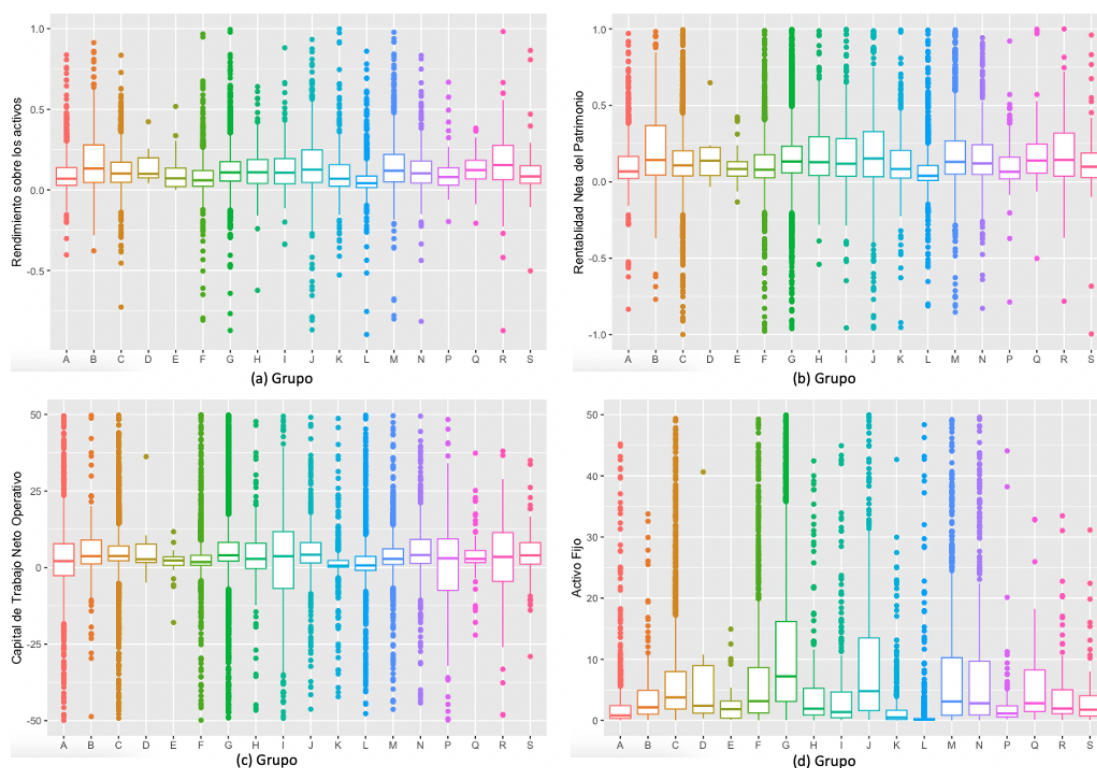 Rendimiento sobre los activos
1.0
0.5
0.0
-0.5
A B C D E F G H I J K L M N P Q R S
(a) Grupo
Rentablidad Neta del Patrimonio
1.0
0.5
0.0
-0.5
-1.0
A B C D E F G H I J K L M N P Q R S
(b) Grupo
Capital de Trabajo Neto Operativo
50
25
0
-25
-50
A B C D E F G H I J K L M N P Q R S
(c) Grupo
Activo Fijo
50
40
30
20
10
0
A B C D E F G H I J K L M N P Q R S
(d) Grupo